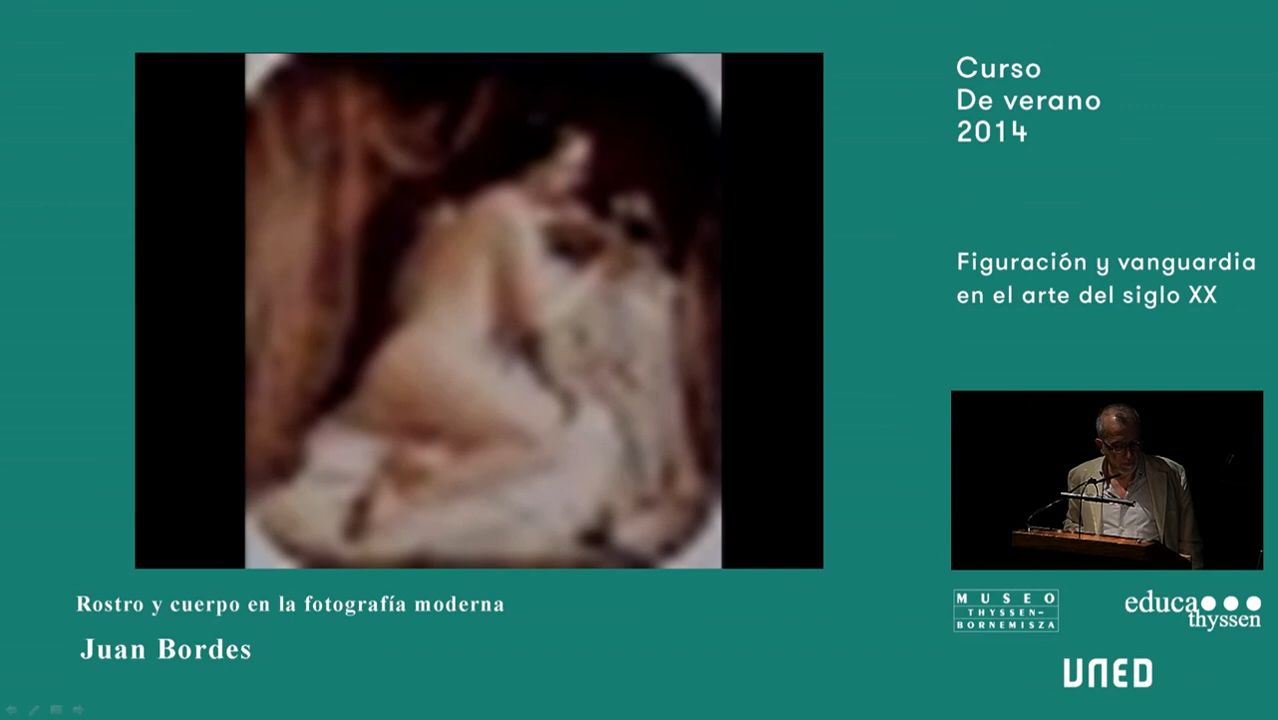 Curso
De verano
2014
Figuración y vanguardia
en el arte del siglo XX
Rostro y cuerpo en la fotografía moderna
Juan Bordes
MUSEO
THYSSEN-
BORNEMISZA
educa
thyssen
UNED